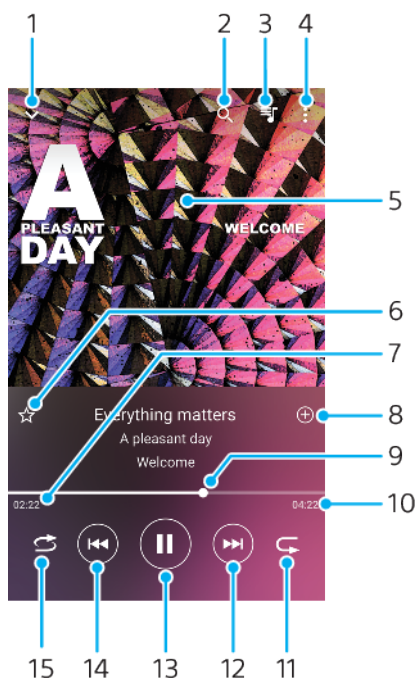 1 2 3 4
A
PLEASANT
DAY
WELCOME
5
6
7
Everything matters
8
A pleasant day
Welcome
9
02:22 04:22
10
15 14 13 12 11